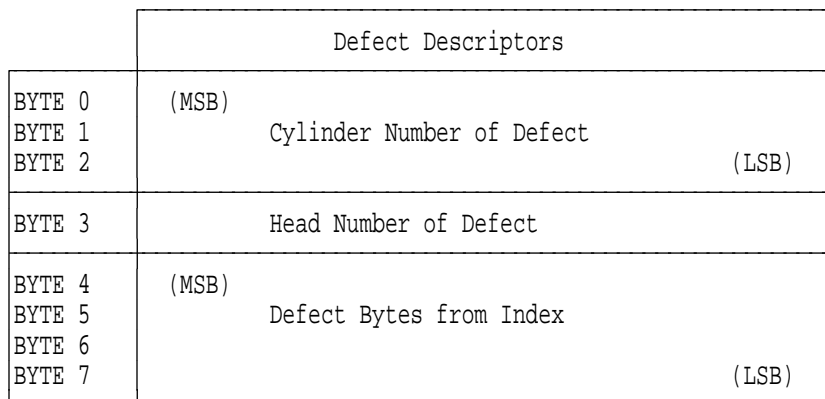 Defect Descriptors
BYTE 0 (MSB)
BYTE 1 Cylinder Number of Defect
BYTE 2 (LSB)
BYTE 3 Head Number of Defect
BYTE 4 (MSB)
BYTE 5 Defect Bytes from Index
BYTE 6
BYTE 7 (LSB)